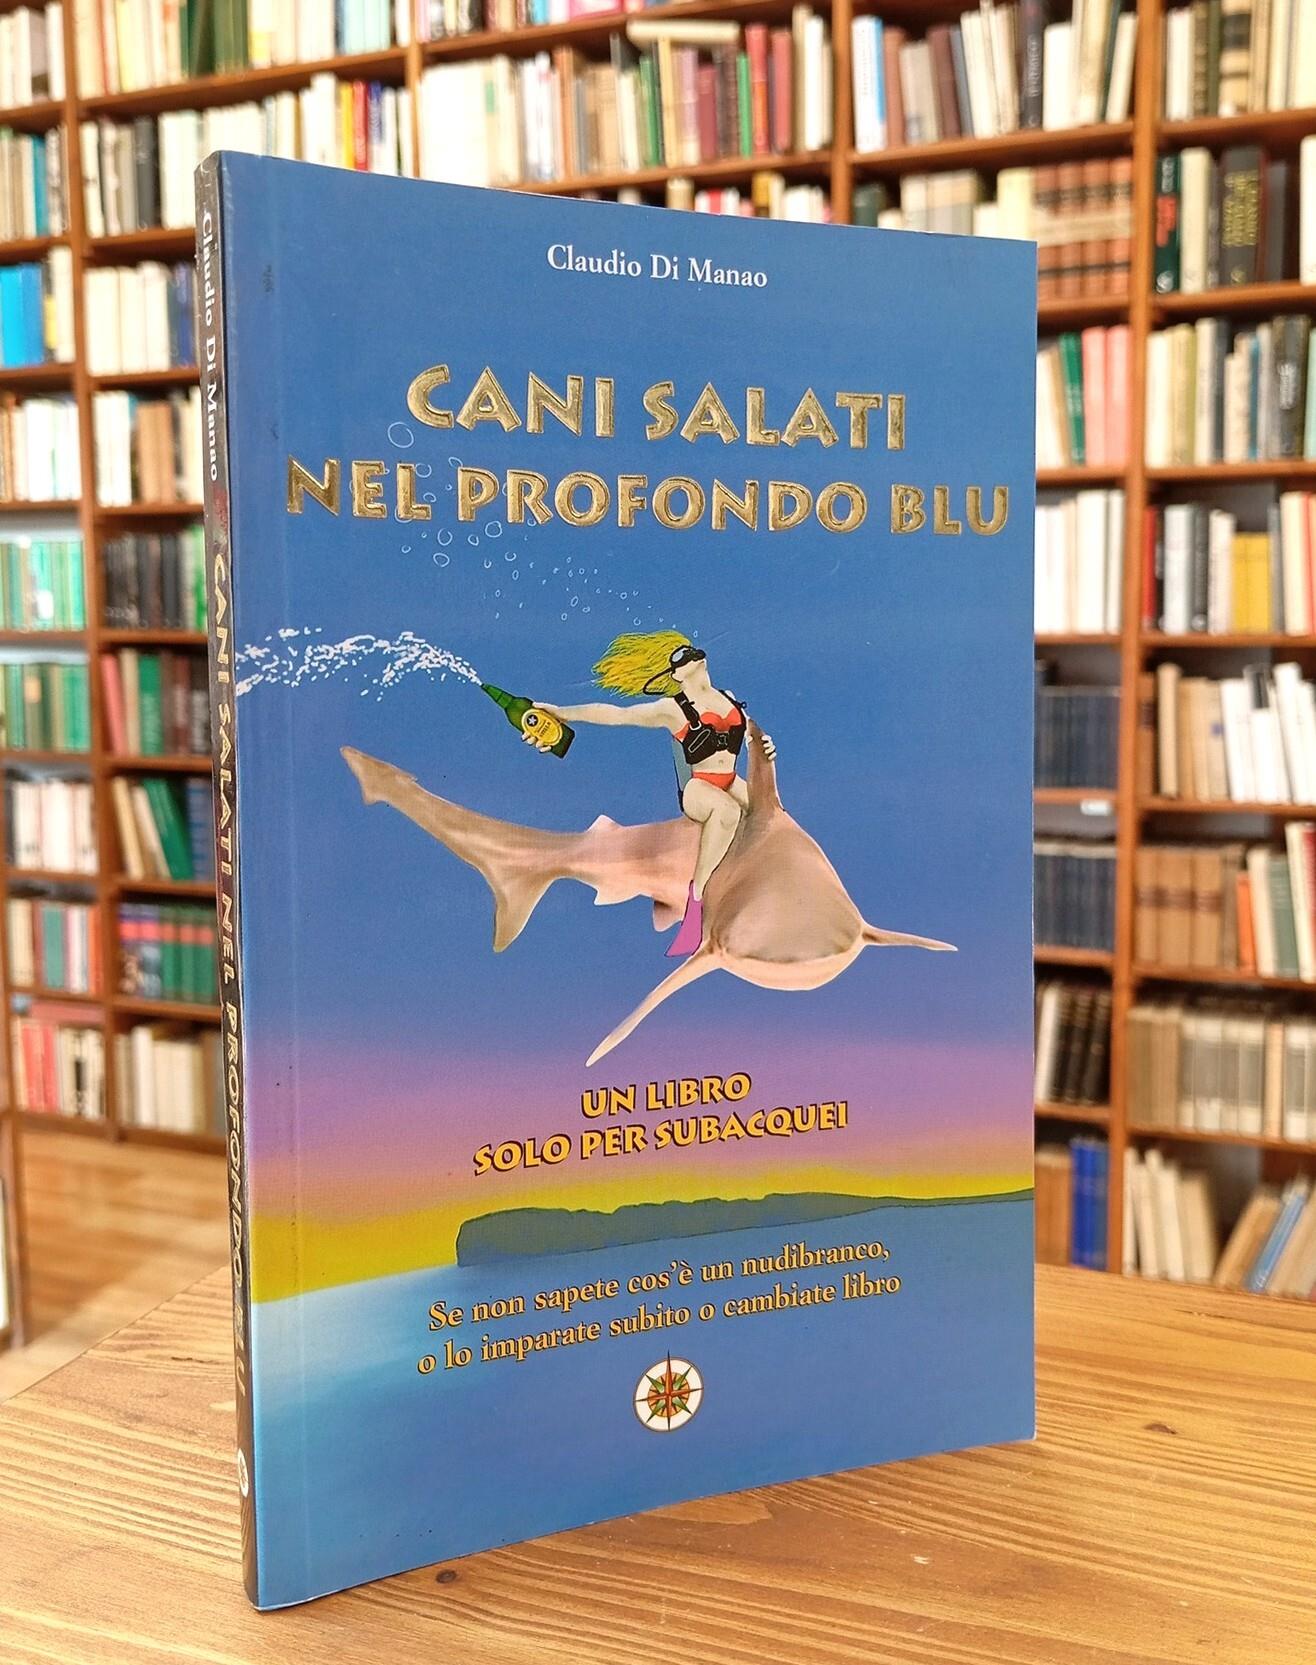 Claudio Di Manao
CANI SALATI
NEL PROFONDO BLU
UN LIBRO
SOLO PER SUBACQUEI
Se non sapete cos'è un nudibranco,
o lo imparate subito o cambiate libro
Claudio Di Manao CANI SALATI NEL PROFONDO BLU